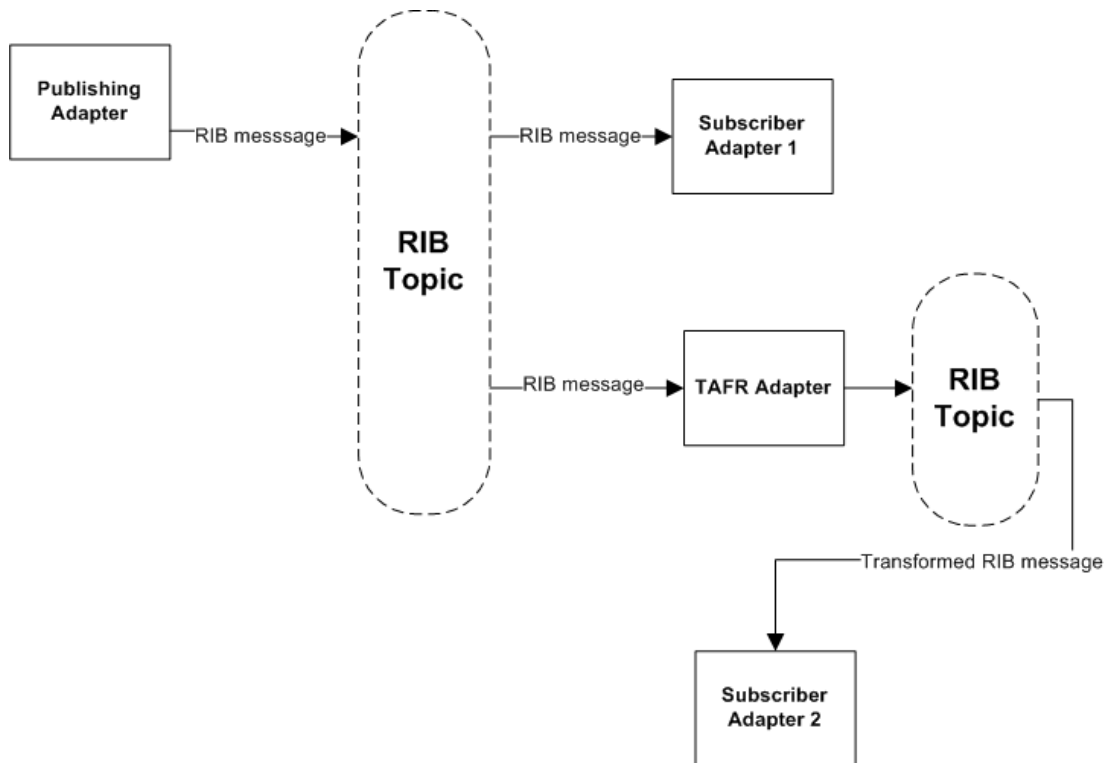 Publishing
Adapter
RIB messsage
RIB
Topic
RIB message
Subscriber
Adapter 1
RIB message
TAFR Adapter
RIB
Topic
Transformed RIB message
Subscriber
Adapter 2